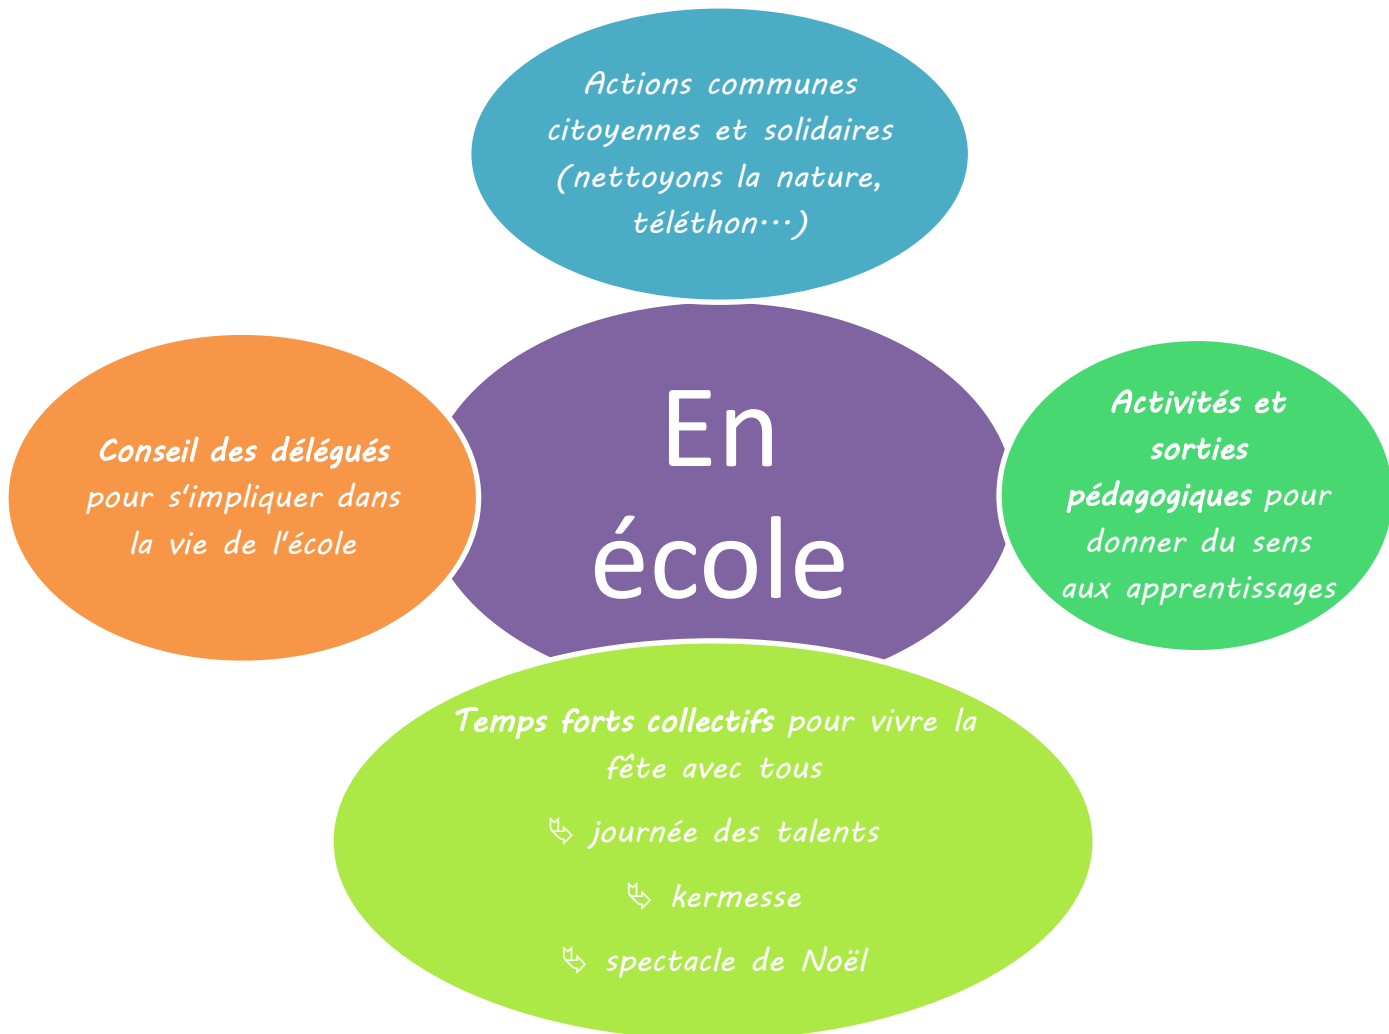 Actions communes
citoyennes et solidaires
(nettoyons la nature,
téléthon…)
En
école
Conseil des délégués
pour s'impliquer dans
la vie de l'école
Activités et
sorties
pédagogiques pour
donner du sens
aux apprentissages
Temps forts collectifs pour vivre la
fête avec tous
journée des talents
kermesse
spectacle de Noël